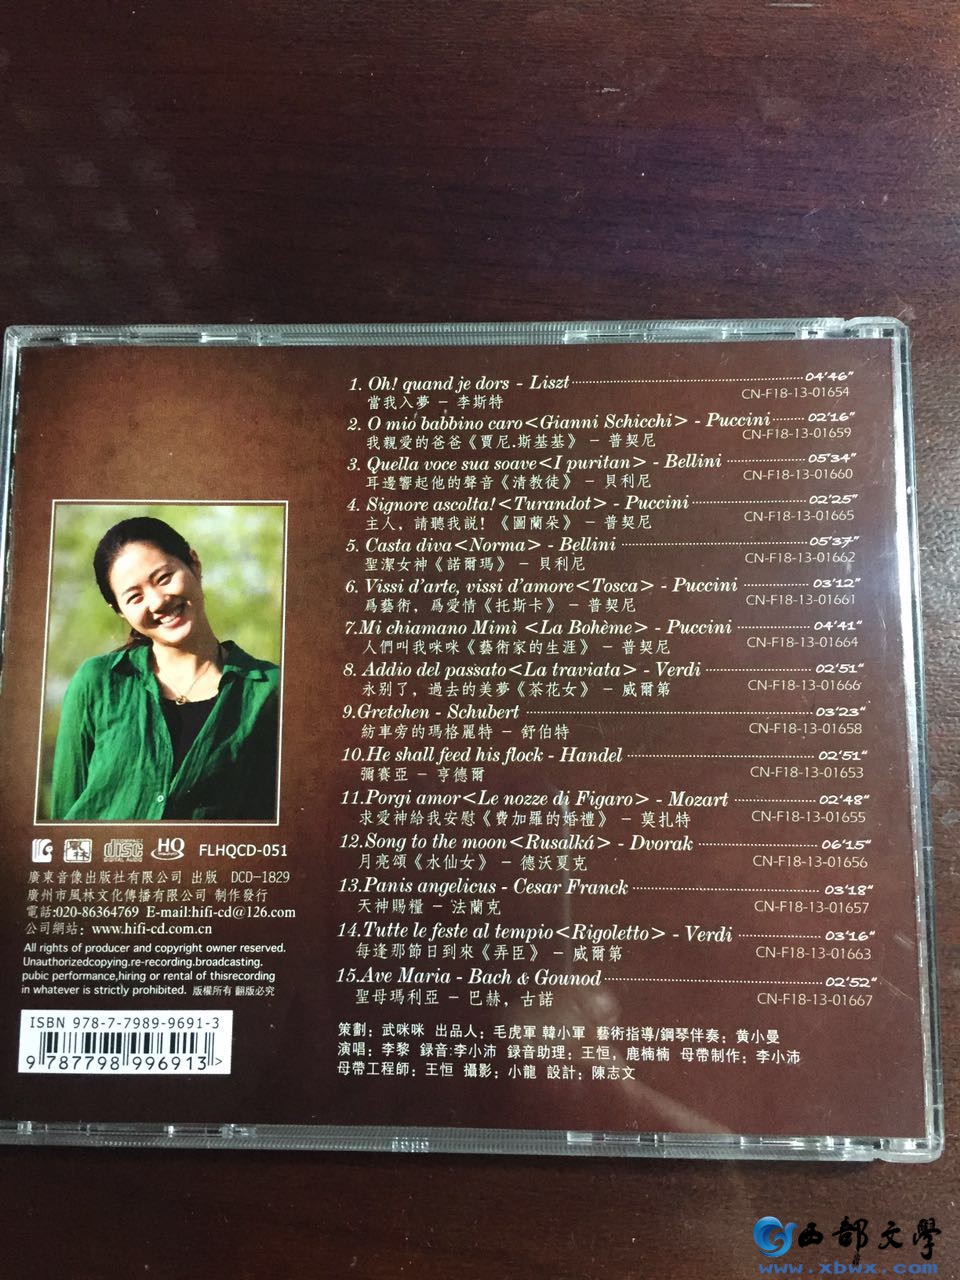 1. Oh! quand je dors - Liszt 04'46"
當我入夢 – 李斯特 CN-F18-13-01654
2. O mio babbino caro<Gianni Schicchi> - Puccini 02'16"
我親愛的爸爸《賈尼.斯基基》 – 普契尼 CN-F18-13-01659
3. Quella voce sua soave<I puritan> - Bellini 05'34"
耳邊響起他的聲音《清教徒》 – 貝利尼 CN-F18-13-01660
4. Signore ascolta!<Turandot> - Puccini 02'25"
主人，請聽我説！《圖蘭朵》 – 普契尼 CN-F18-13-01665
5. Casta diva<Norma> - Bellini 05'37"
聖潔女神《諾爾瑪》 – 貝利尼 CN-F18-13-01662
6. Vissi d'arte, vissi d'amore<Tosca> - Puccini 03'12"
爲藝術，爲愛情《托斯卡》 – 普契尼 CN-F18-13-01661
7.Mi chiamano Mimì <La Bohème> - Puccini 04'41"
人們叫我咪咪《藝術家的生涯》 – 普契尼 CN-F18-13-01664
8. Addio del passato<La traviata> - Verdi 02'51"
永别了，過去的美夢《茶花女》 – 威爾第 CN-F18-13-01666
9.Gretchen - Schubert 03'23"
紡車旁的瑪格麗特 – 舒伯特 CN-F18-13-01658
10.He shall feed his flock - Handel 02'51"
彌賽亞 – 亨德爾 CN-F18-13-01653
11.Porgi amor<Le nozze di Figaro> - Mozart 02'48"
求愛神給我安慰《費加羅的婚禮》 – 莫扎特 CN-F18-13-01655
12.Song to the moon<Rusalká> - Dvorak 06'15"
月亮頌《水仙女》 – 德沃夏克 CN-F18-13-01656
13.Panis angelicus - Cesar Franck 03'18"
天神賜糧 – 法蘭克 CN-F18-13-01657
14.Tutte le feste al tempio<Rigoletto> - Verdi 03'16"
每逢那節日到來《弄臣》 – 威爾第 CN-F18-13-01663
15.Ave Maria - Bach & Gounod 02'52"
聖母瑪利亞 – 巴赫，古諾 CN-F18-13-01667
策劃：武咪咪 出品人：毛虎軍 韓小軍 藝術指導/鋼琴伴奏：黄小曼
演唱：李黎 録音:李小沛 録音助理：王恒，鹿楠楠 母帶制作：李小沛
母帶工程師：王恒 攝影：小龍 設計：陳志文
風林 disc HQ FLHQCD-051
廣東音像出版社有限公司 出版 DCD-1829
廣州市風林文化傳播有限公司 制作發行
電話:020-86364769 E-mail:hifi-cd@126.com
公司網站：www.hifi-cd.com.cn
All rights of producer and copyright owner reserved.
Unauthorizedcopying.re-recording.broadcasting.
pubic performance,hiring or rental of thisrecording
in whatever is strictly prohibited. 版權所有 翻版必究
ISBN 978-7-7989-9691-3
9 787798 996913 >
西部文學
www.xbwx.com